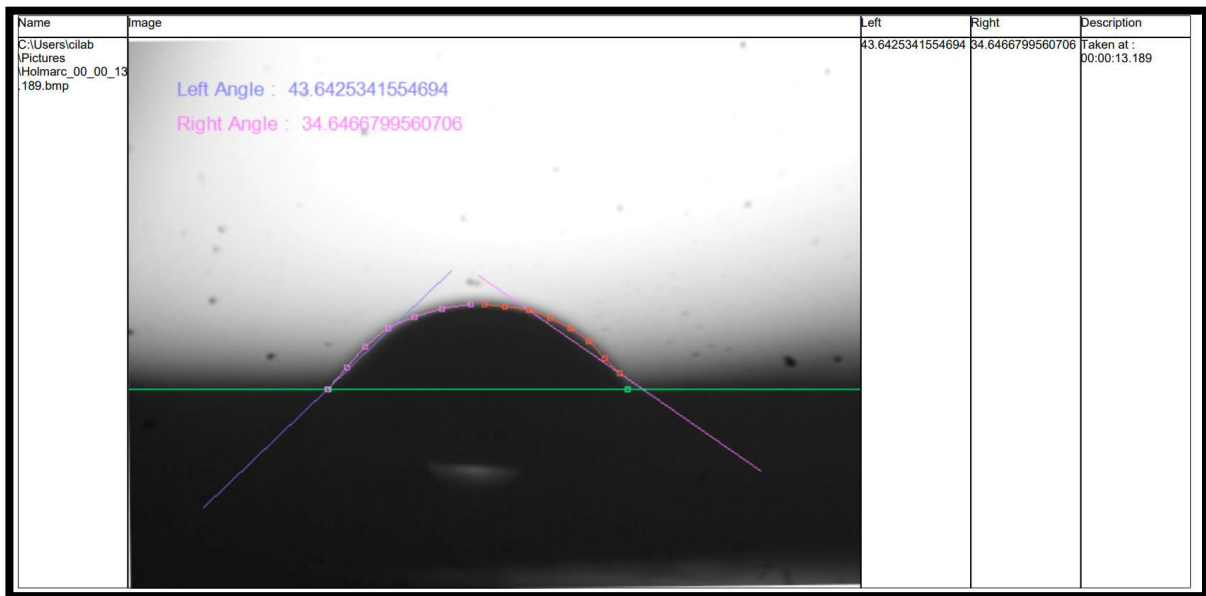 Name Image Left Right Description
C:\Users\cilab
\Pictures
\Holmarc_00_00_13
.189.bmp
Left Angle : 43.6425341554694
Right Angle : 34.6466799560706
43.6425341554694 34.6466799560706 Taken at :
00:00:13.189